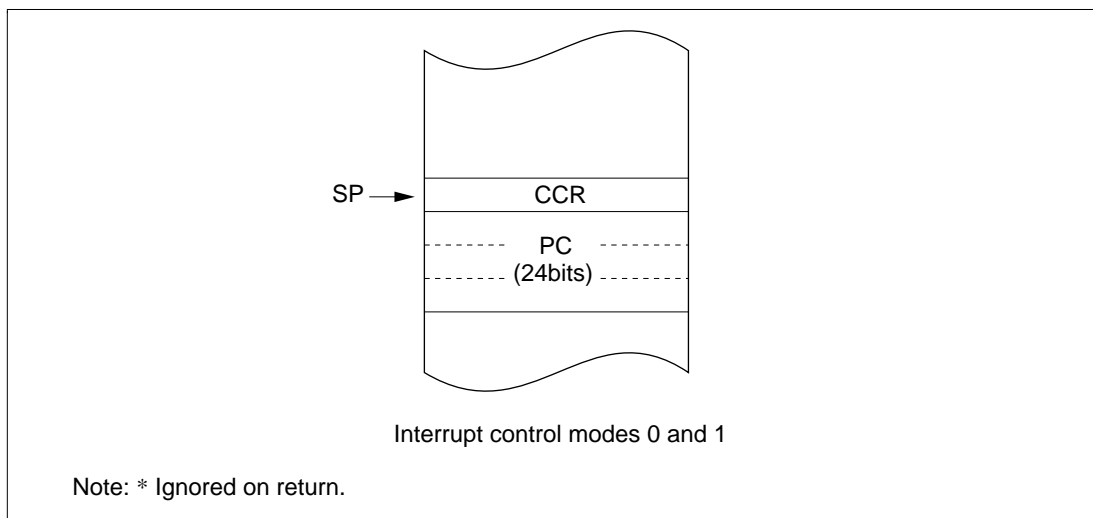 SP
CCR
PC
(24bits)
Interrupt control modes 0 and 1
Note: * Ignored on return.